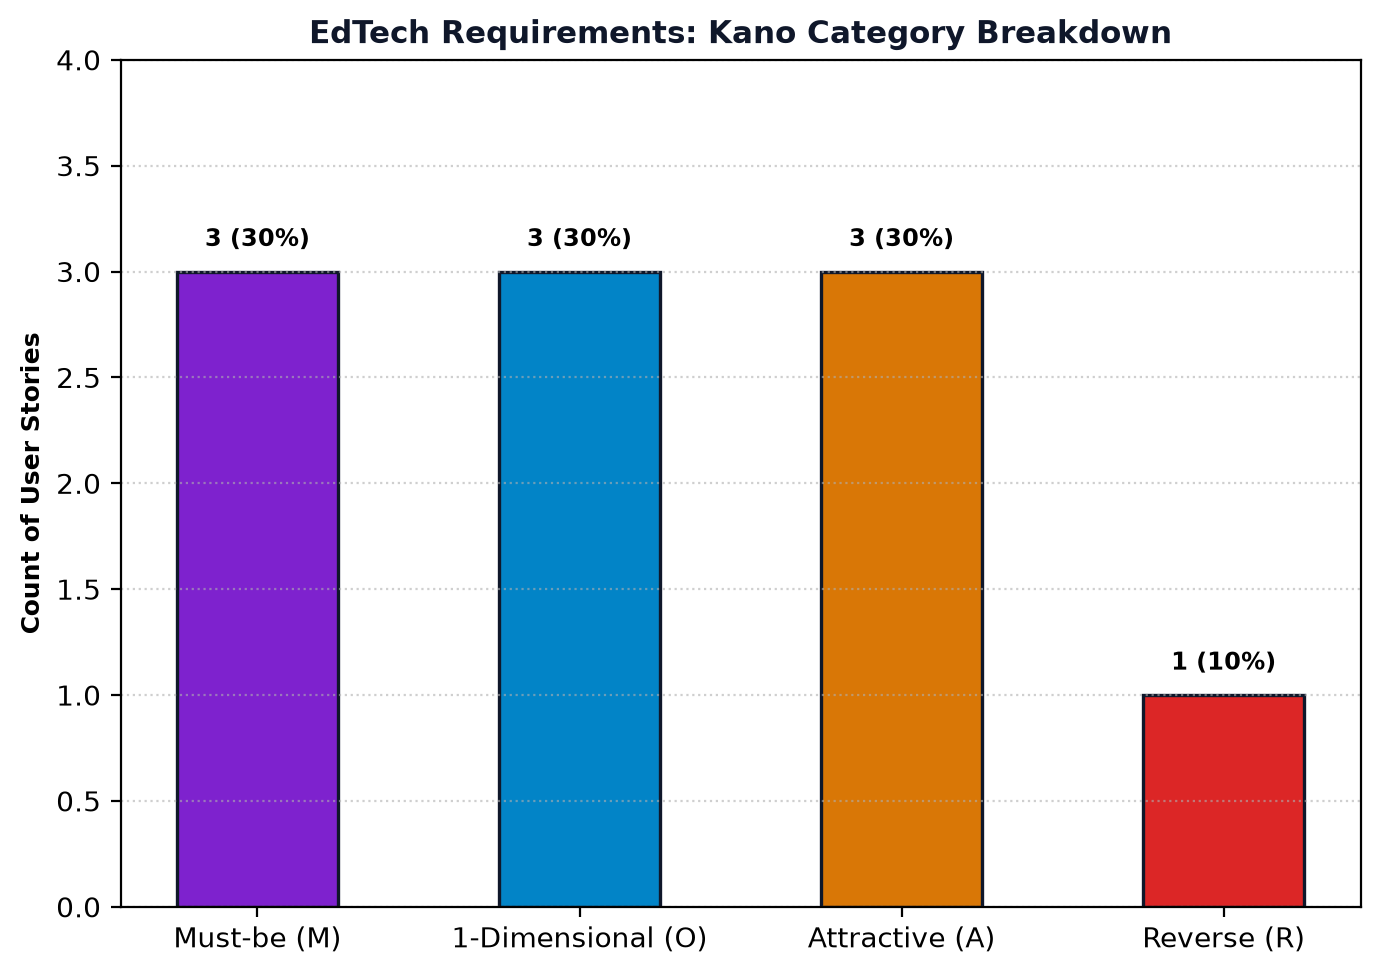 EdTech Requirements: Kano Category Breakdown
Count of User Stories
4.0
3.5
3.0
2.5
2.0
1.5
1.0
0.5
0.0
3 (30%)
3 (30%)
3 (30%)
1 (10%)
Must-be (M)
1-Dimensional (O)
Attractive (A)
Reverse (R)